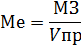 Ме = МЗ / Vпр